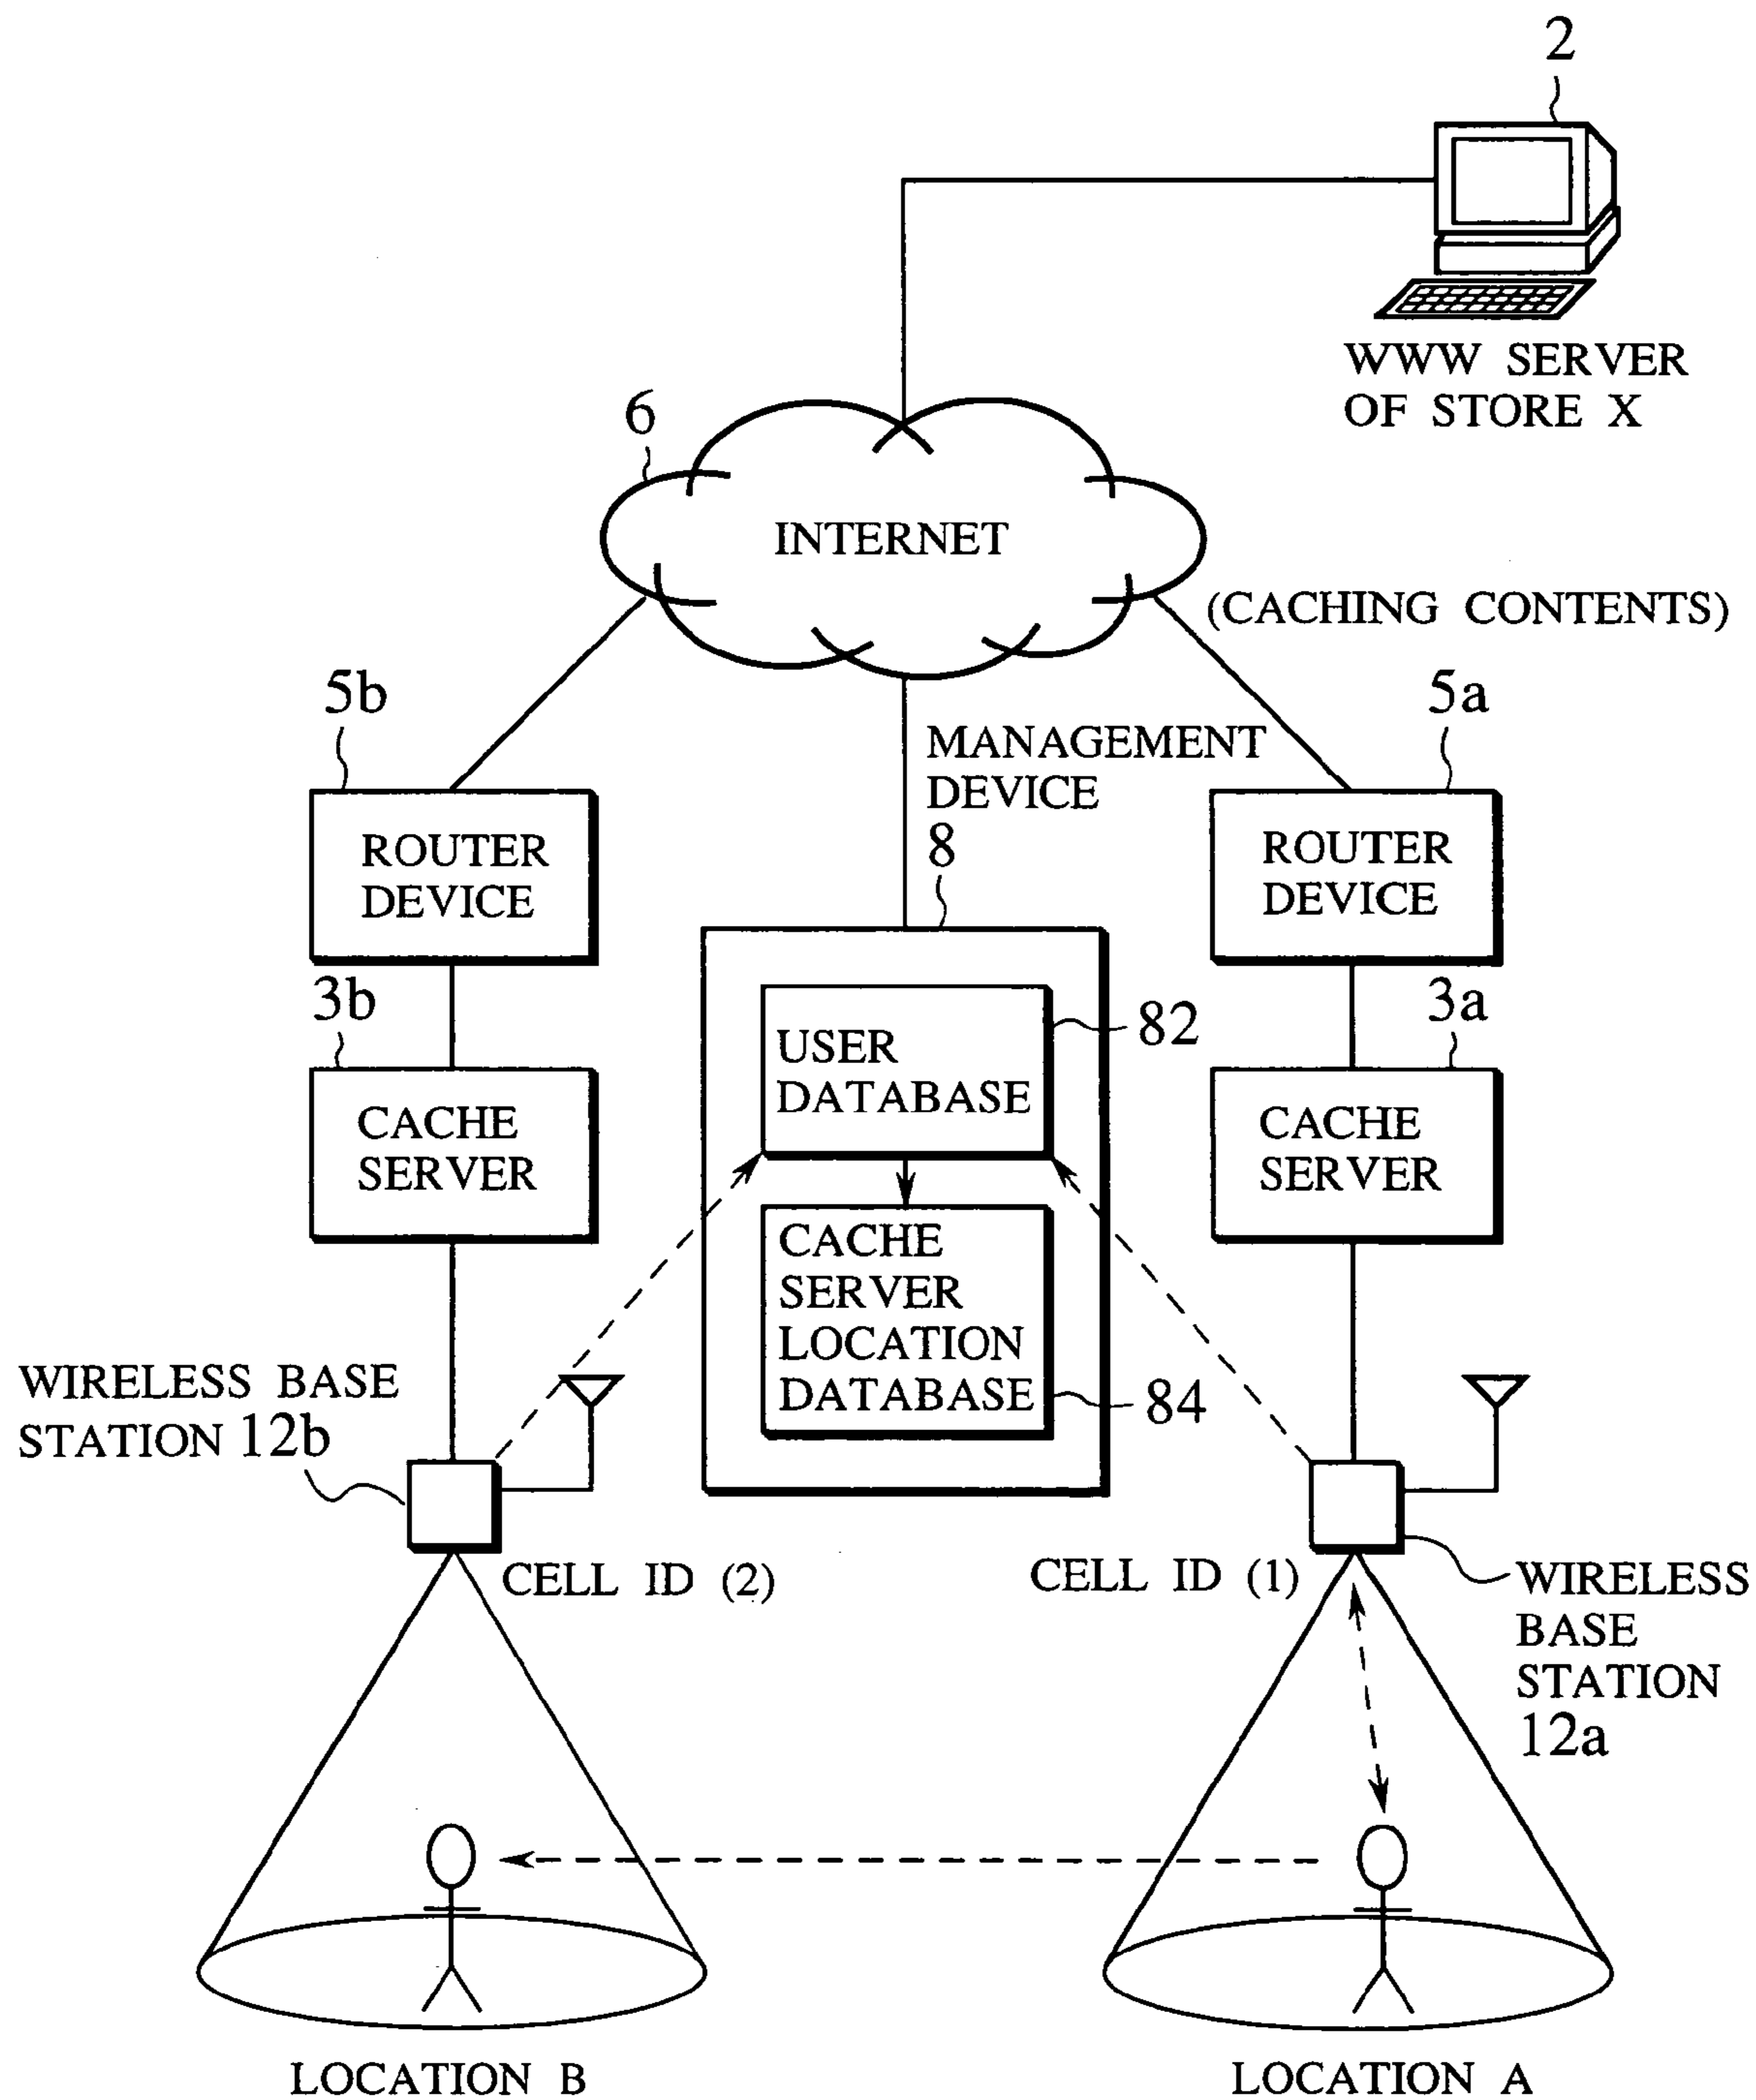 2
WWW SERVER
OF STORE X
6
INTERNET
(CACHING CONTENTS)
5b
MANAGEMENT
DEVICE
8
5a
ROUTER
DEVICE
ROUTER
DEVICE
3b
USER
DATABASE
82
3a
CACHE
SERVER
CACHE
SERVER
CACHE
SERVER
LOCATION
DATABASE
84
WIRELESS BASE
STATION 12b
CELL ID (2)
CELL ID (1)
WIRELESS
BASE
STATION
12a
LOCATION B
LOCATION A